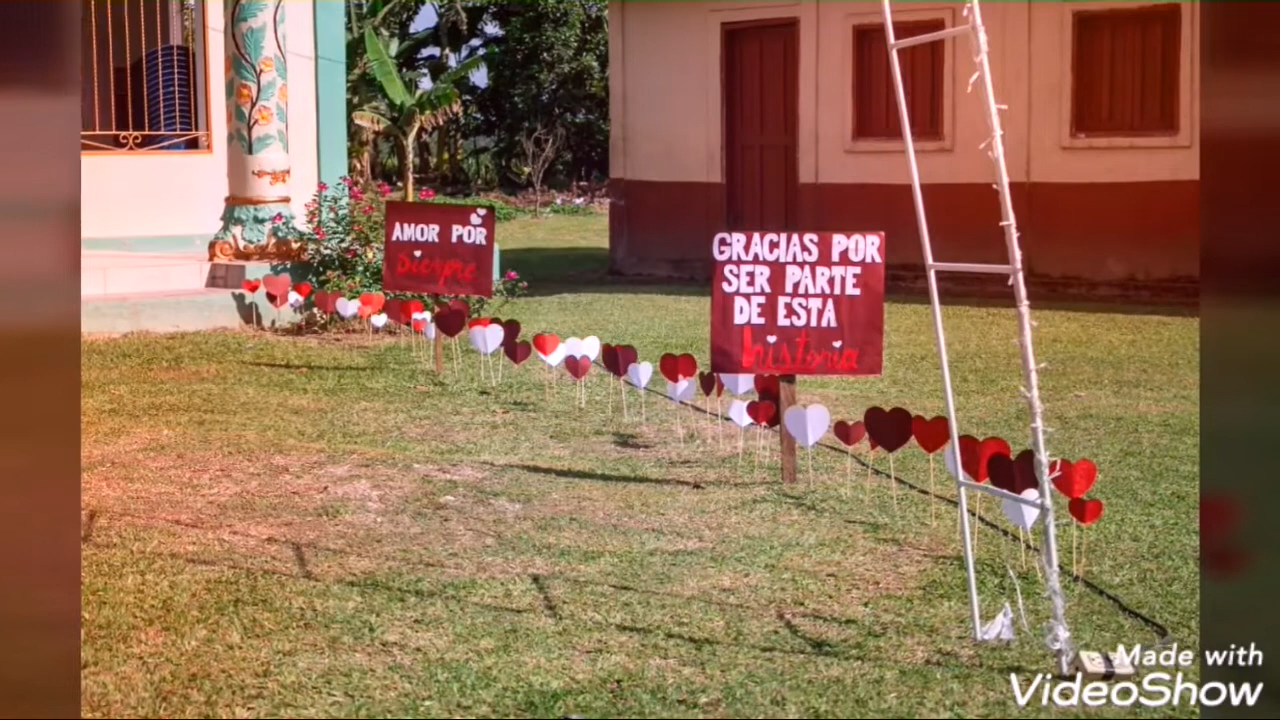 AMOR POR
siempre
GRACIAS POR
SER PARTE
DE ESTA
historia
Made with
VideoShow